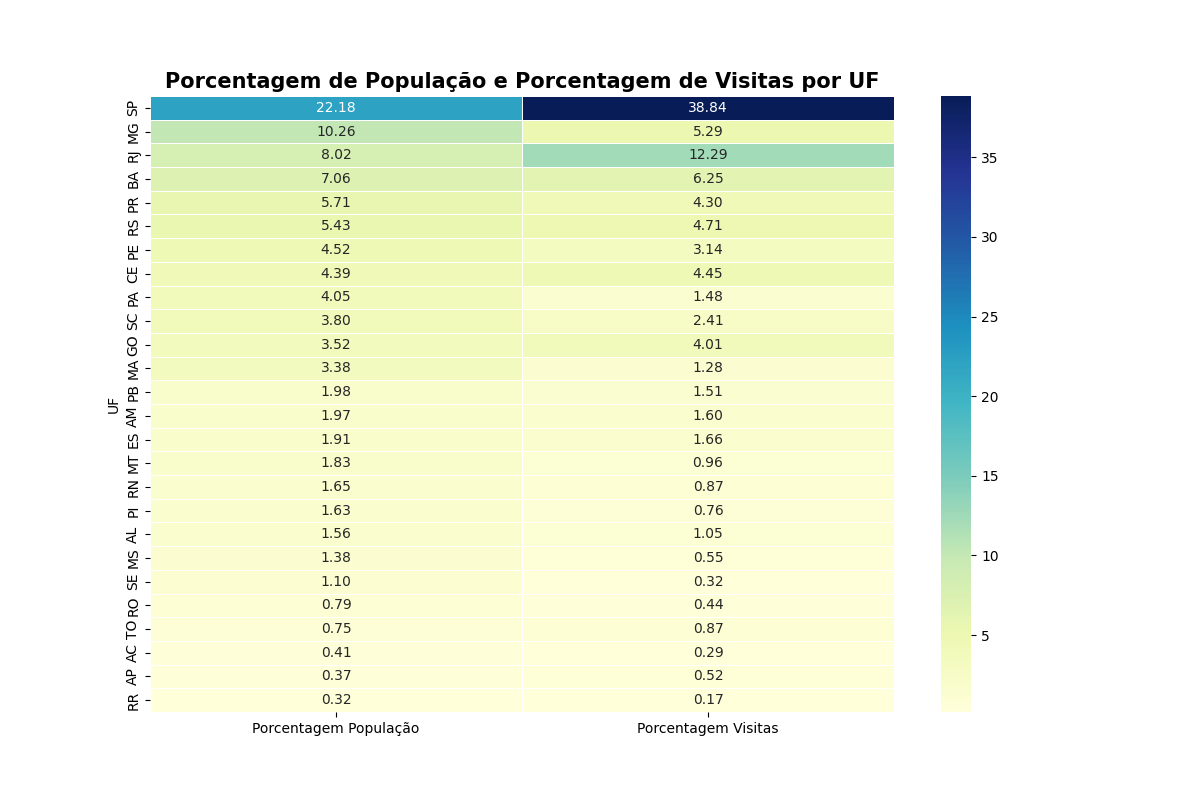 Porcentagem de População e Porcentagem de Visitas por UF
SP 22.18 38.84
MG 10.26 5.29
RJ 8.02 12.29
BA 7.06 6.25
PR 5.71 4.30
RS 5.43 4.71
PE 4.52 3.14
CE 4.39 4.45
PA 4.05 1.48
SC 3.80 2.41
GO 3.52 4.01
MA 3.38 1.28
PB 1.98 1.51
AM 1.97 1.60
ES 1.91 1.66
MT 1.83 0.96
RN 1.65 0.87
PI 1.63 0.76
AL 1.56 1.05
MS 1.38 0.55
SE 1.10 0.32
RO 0.79 0.44
TO 0.75 0.87
AC 0.41 0.29
AP 0.37 0.52
RR 0.32 0.17
UF
Porcentagem População Porcentagem Visitas
35
30
25
20
15
10
5